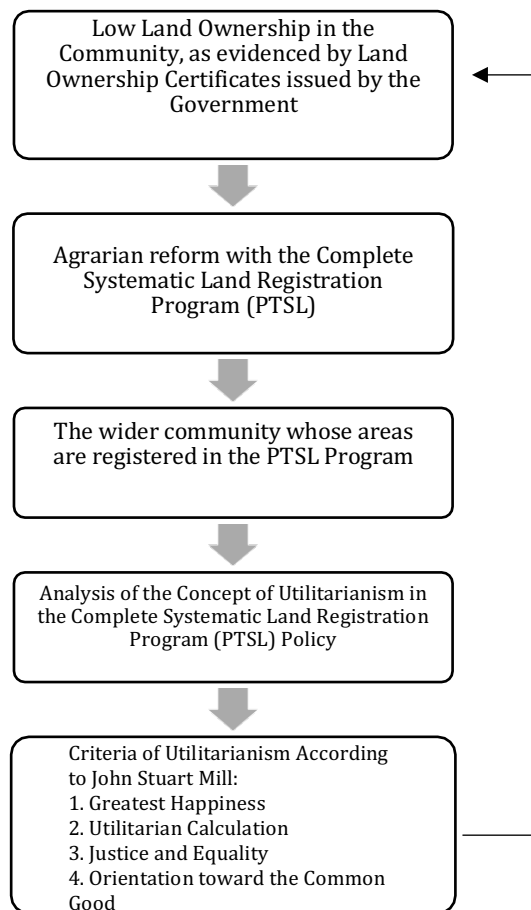 Low Land Ownership in the
Community, as evidenced by Land
Ownership Certificates issued by the
Government
Agrarian reform with the Complete
Systematic Land Registration
Program (PTSL)
The wider community whose areas
are registered in the PTSL Program
Analysis of the Concept of Utilitarianism in
the Complete Systematic Land Registration
Program (PTSL) Policy
Criteria of Utilitarianism According
to John Stuart Mill:
1. Greatest Happiness
2. Utilitarian Calculation
3. Justice and Equality
4. Orientation toward the Common
Good